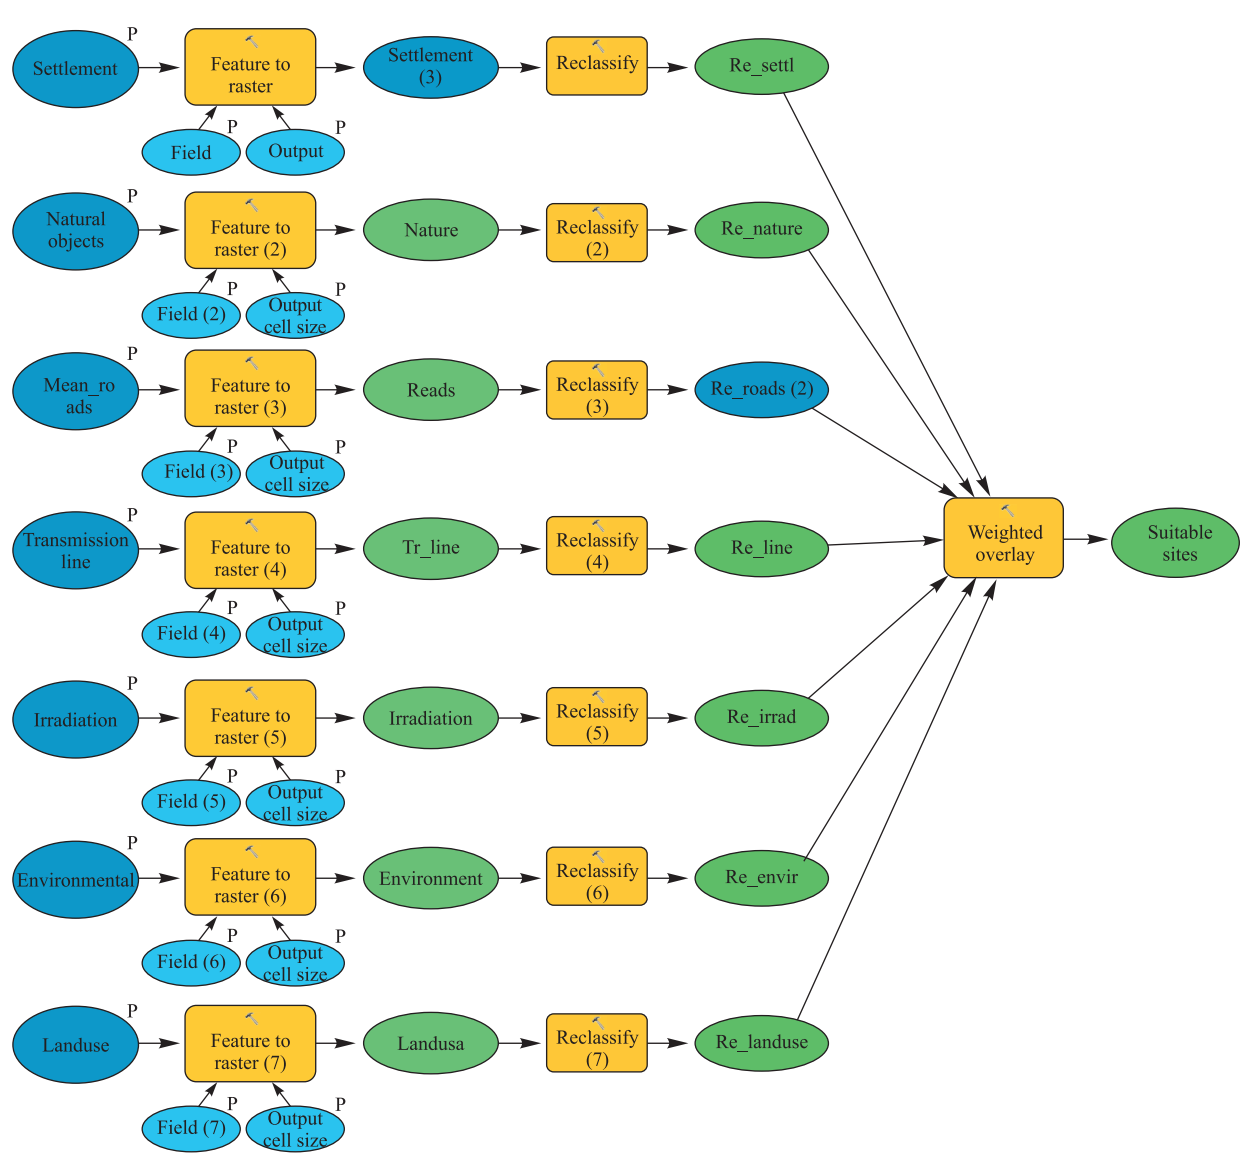 P
Settlement
Feature to
raster
Settlement
(3)
Reclassify
Re_settl
P
Field
P
Output
P
Natural
objects
Feature to
raster (2)
Nature
Reclassify
(2)
Re_nature
P
Field (2)
P
Output
cell size
P
Mean_ro
ads
Feature to
raster (3)
Reads
Reclassify
(3)
Re_roads (2)
P
Field (3)
P
Output
cell size
P
Transmission
line
Feature to
raster (4)
Tr_line
Reclassify
(4)
Re_line
Weighted
overlay
Suitable
sites
P
Field (4)
P
Output
cell size
P
Irradiation
Feature to
raster (5)
Irradiation
Reclassify
(5)
Re_irrad
P
Field (5)
P
Output
cell size
P
Environmental
Feature to
raster (6)
Environment
Reclassify
(6)
Re_envir
P
Field (6)
P
Output
cell size
P
Landuse
Feature to
raster (7)
Landusa
Reclassify
(7)
Re_landuse
P
Field (7)
P
Output
cell size